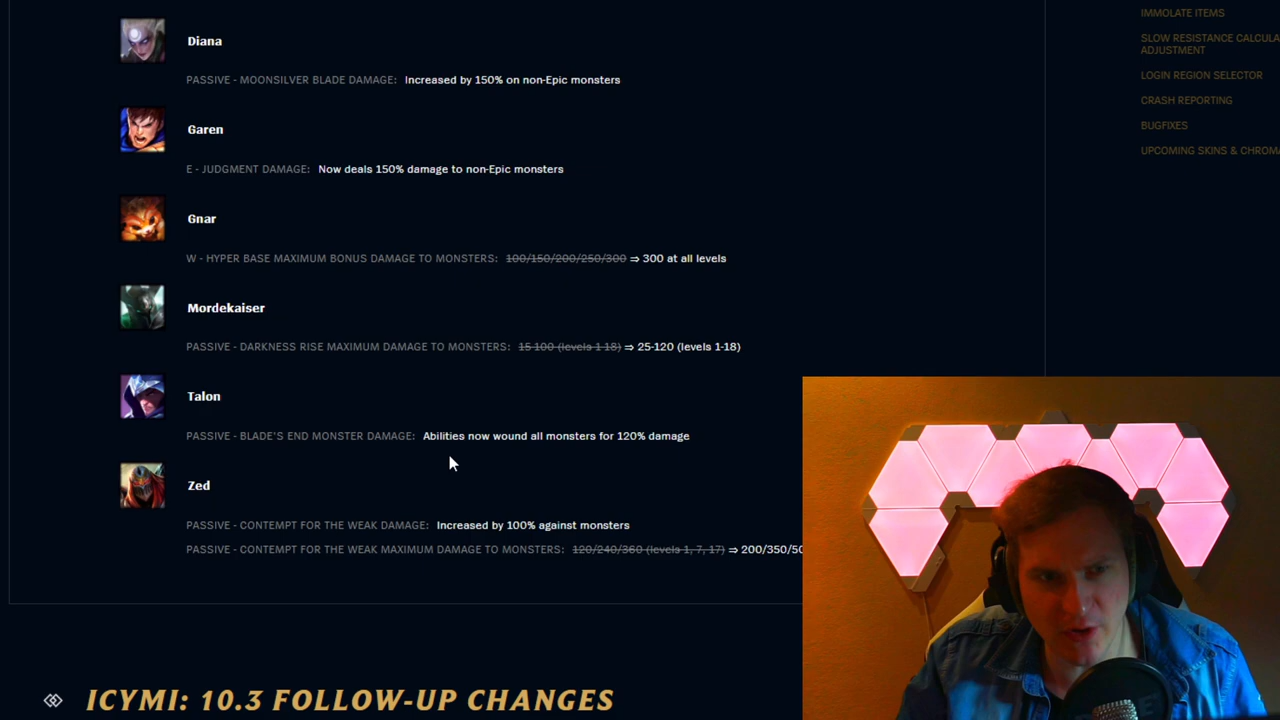 Diana
PASSIVE - MOONSILVER BLADE DAMAGE: Increased by 150% on non-Epic monsters
Garen
E - JUDGMENT DAMAGE: Now deals 150% damage to non-Epic monsters
Gnar
W - HYPER BASE MAXIMUM BONUS DAMAGE TO MONSTERS: 100/150/200/250/300 ⇒ 300 at all levels
Mordekaiser
PASSIVE - DARKNESS RISE MAXIMUM DAMAGE TO MONSTERS: 15-100 (levels 1-18) ⇒ 25-120 (levels 1-18)
Talon
PASSIVE - BLADE'S END MONSTER DAMAGE: Abilities now wound all monsters for 120% damage
Zed
PASSIVE - CONTEMPT FOR THE WEAK DAMAGE: Increased by 100% against monsters
PASSIVE - CONTEMPT FOR THE WEAK MAXIMUM DAMAGE TO MONSTERS: 120/240/360 (levels 1, 7, 17) ⇒ 200/350/50
ICYMI: 10.3 FOLLOW-UP CHANGES
IMMOLATE ITEMS
SLOW RESISTANCE CALCULA
ADJUSTMENT
LOGIN REGION SELECTOR
CRASH REPORTING
BUGFIXES
UPCOMING SKINS & CHROMA